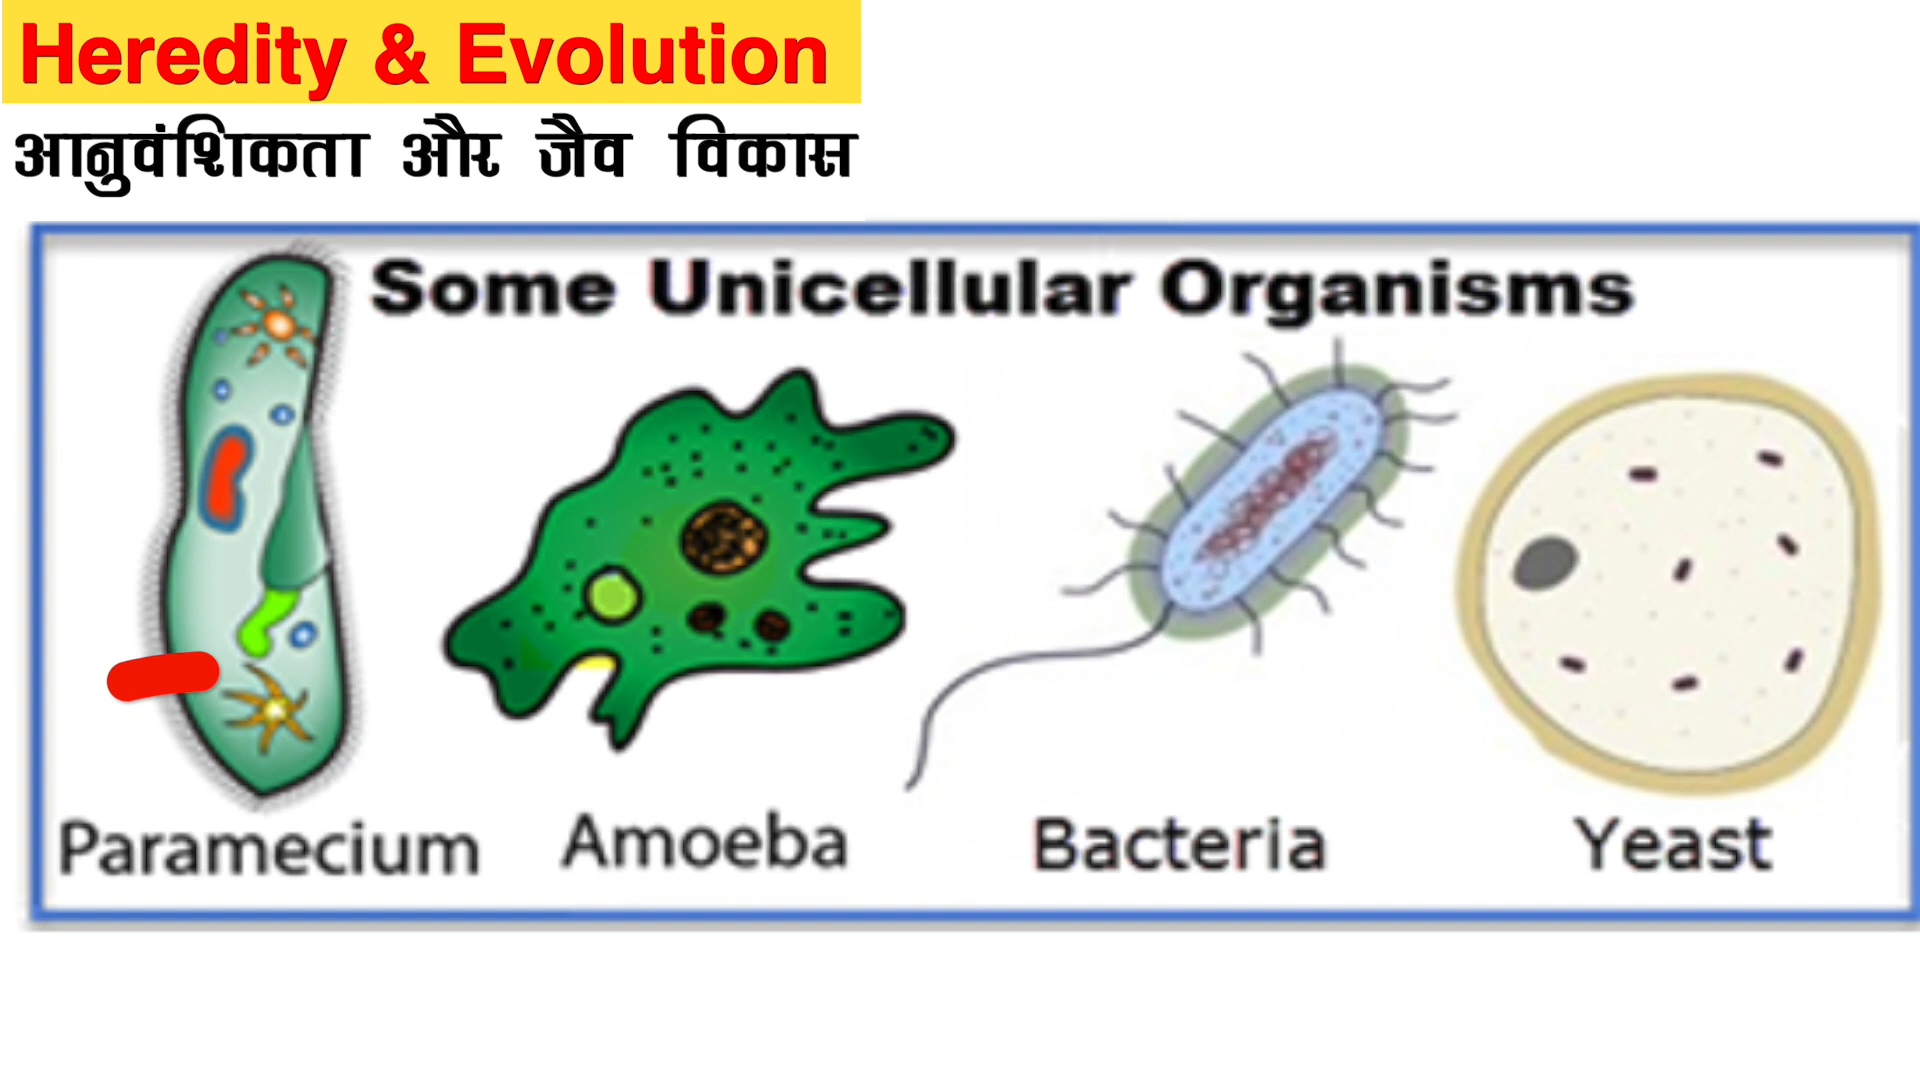 Heredity & Evolution
आनुवंशिकता और जैव विकास
Some Unicellular Organisms
Paramecium Amoeba Bacteria Yeast